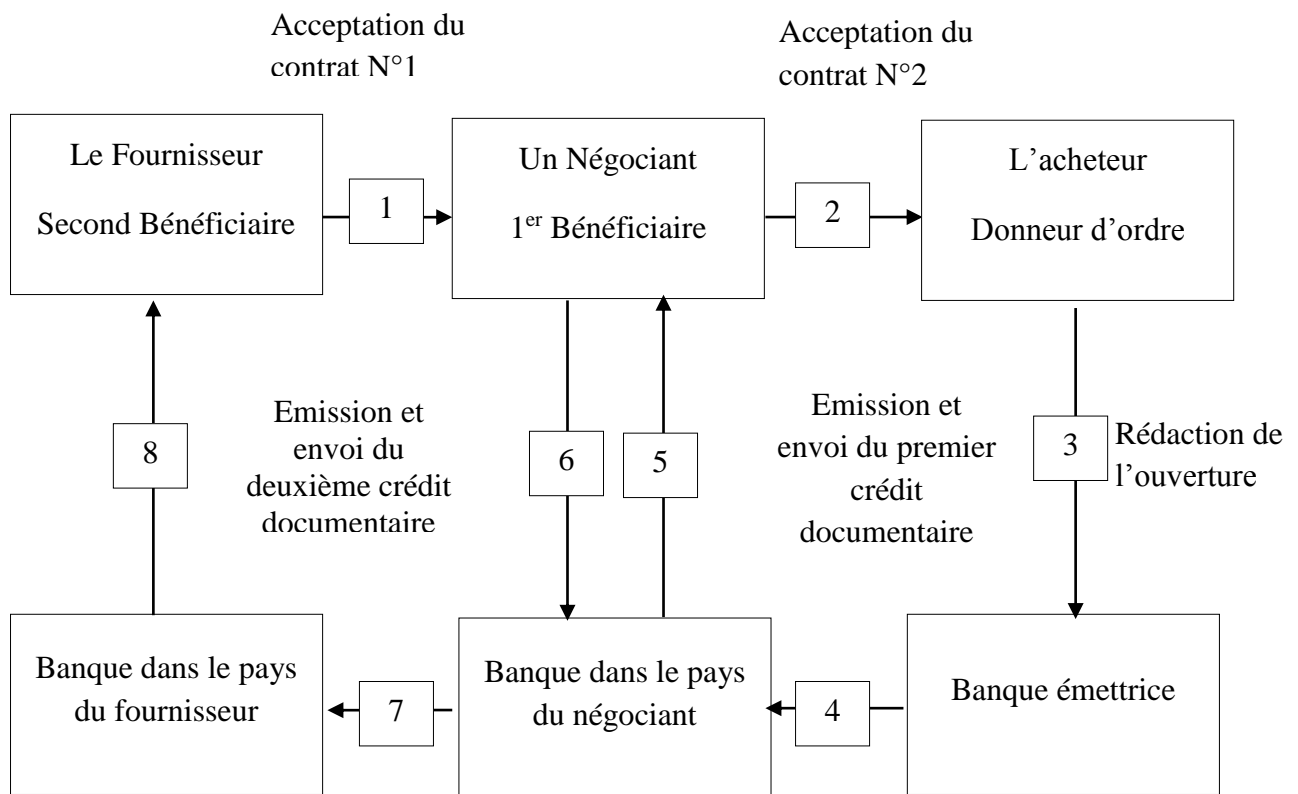 Acceptation du
contrat N°1
Acceptation du
contrat N°2
Le Fournisseur
Second Bénéficiaire
1
Un Négociant
1er Bénéficiaire
2
L’acheteur
Donneur d’ordre
8
Emission et
envoi du
deuxième crédit
documentaire
6
5
Emission et
envoi du premier
crédit
documentaire
3
Rédaction de
l’ouverture
Banque dans le pays
du fournisseur
7
Banque dans le pays
du négociant
4
Banque émettrice